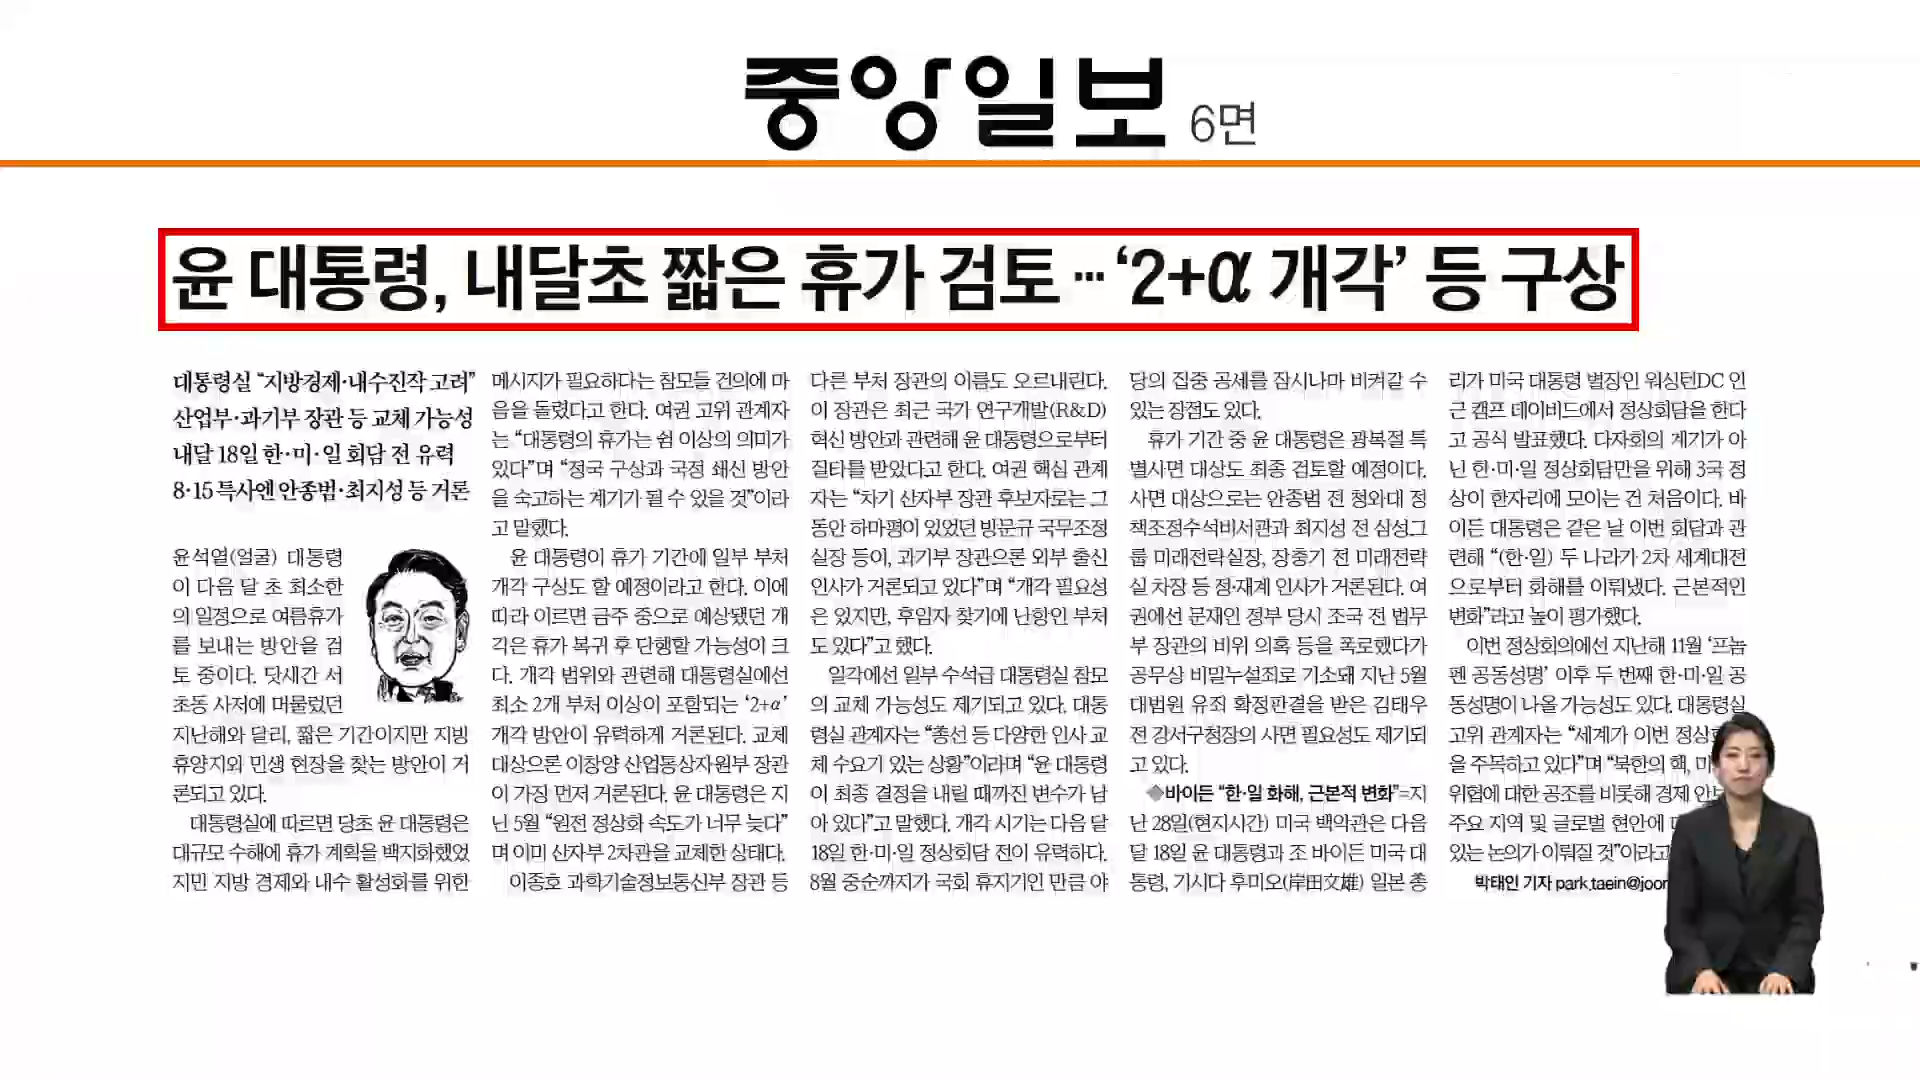 중앙일보 6면
윤 대통령, 내달초 짧은 휴가 검토…‘2+α 개각’ 등 구상
대통령실 “지방경제·내수진작 고려”
산업부·과기부 장관 등 교체 가능성
내달 18일 한·미·일 회담 전 유력
8·15 특사엔 안종범·최지성 등 거론
윤석열(얼굴) 대통령
이 다음 달 초 최소한
의 일정으로 여름휴가
를 보내는 방안을 검
토 중이다. 닷새간 서
초동 사저에 머물렀던
지난해와 달리, 짧은 기간이지만 지방
휴양지와 민생 현장을 찾는 방안이 거
론되고 있다.
대통령실에 따르면 당초 윤 대통령은
대규모 수해에 휴가 계획을 백지화했었
지만 지방 경제와 내수 활성화를 위한
메시지가 필요하다는 참모들 건의에 마
음을 돌렸다고 한다. 여권 고위 관계자
는 “대통령의 휴가는 쉼 이상의 의미가
있다”며 “정국 구상과 국정 쇄신 방안
을 숙고하는 계기가 될 수 있을 것”이라
고 말했다.
윤 대통령이 휴가 기간에 일부 부처
개각 구상도 할 예정이라고 한다. 이에
따라 이르면 금주 중으로 예상됐던 개
각은 휴가 복귀 후 단행할 가능성이 크
다. 개각 범위와 관련해 대통령실에선
최소 2개 부처 이상이 포함되는 ‘2+α’
개각 방안이 유력하게 거론된다. 교체
대상으론 이창양 산업통상자원부 장관
이 가장 먼저 거론된다. 윤 대통령은 지
닌 5월 “원전 정상화 속도가 너무 늦다”
며 이미 산자부 2차관을 교체한 상태다.
이종호 과학기술정보통신부 장관 등
다른 부처 장관의 이름도 오르내린다.
이 장관은 최근 국가 연구개발(R&D)
혁신 방안과 관련해 윤 대통령으로부터
질타를 받았다고 한다. 여권 핵심 관계
자는 “차기 산자부 장관 후보자로는 그
동안 하마평이 있었던 방문규 국무조정
실장 등이, 과기부 장관으론 외부 출신
인사가 거론되고 있다”며 “개각 필요성
은 있지만, 후임자 찾기에 난항인 부처
도 있다”고 했다.
일각에선 일부 수석급 대통령실 참모
의 교체 가능성도 제기되고 있다. 대통
령실 관계자는 “총선 등 다양한 인사 교
체 수요가 있는 상황”이라며 “윤 대통령
이 최종 결정을 내릴 때까진 변수가 남
아 있다”고 말했다. 개각 시기는 다음 달
18일 한·미·일 정상회담 전이 유력하다.
8월 중순까지가 국회 휴지기인 만큼 야
당의 집중 공세를 잠시나마 비켜갈 수
있는 장점도 있다.
휴가 기간 중 윤 대통령은 광복절 특
별사면 대상도 최종 검토할 예정이다.
사면 대상으로는 안종범 전 청와대 정
책조정수석비서관과 최지성 전 삼성그
룹 미래전략실장, 장충기 전 미래전략
실 차장 등 정·재계 인사가 거론된다. 여
권에선 문재인 정부 당시 조국 전 법무
부 장관의 비위 의혹 등을 폭로했다가
공무상 비밀누설죄로 기소돼 지난 5월
대법원 유죄 확정판결을 받은 김태우
전 강서구청장의 사면 필요성도 제기되
고 있다.
◆바이든 “한·일 화해, 근본적 변화”=지
난 28일(현지시간) 미국 백악관은 다음
달 18일 윤 대통령과 조 바이든 미국 대
통령, 기시다 후미오(岸田文雄) 일본 총
리가 미국 대통령 별장인 워싱턴DC 인
근 캠프 데이비드에서 정상회담을 한다
고 공식 발표했다. 다자회의 계기가 아
닌 한·미·일 정상회담만을 위해 3국 정
상이 한자리에 모이는 건 처음이다. 바
이든 대통령은 같은 날 이번 회담과 관
련해 “(한·일) 두 나라가 2차 세계대전
으로부터 화해를 이뤄냈다. 근본적인
변화”라고 높이 평가했다.
이번 정상회의에선 지난해 11월 ‘프놈
펜 공동성명’ 이후 두 번째 한·미·일 공
동성명이 나올 가능성도 있다. 대통령실
고위 관계자는 “세계가 이번 정상
을 주목하고 있다”며 “북한의 핵, 미
위협에 대한 공조를 비롯해 경제 안
주요 지역 및 글로벌 현안에
있는 논의가 이뤄질 것”이라고
박태인 기자 park.taein@joon